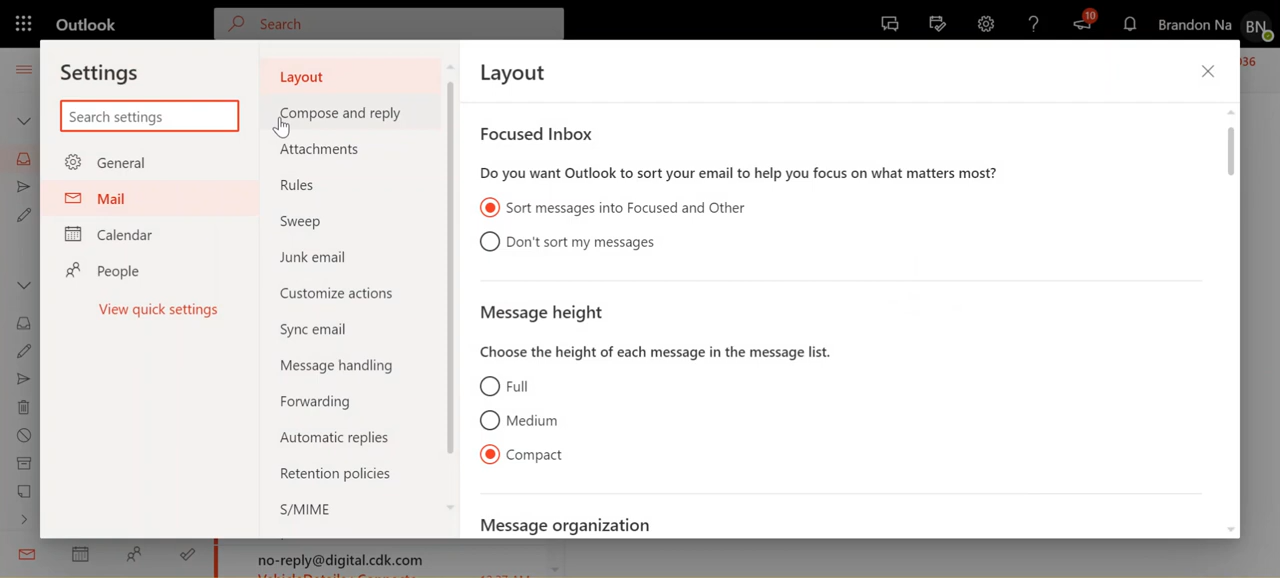 Outlook
Search
10
Brandon Na
BN
Settings
Search settings
General
Mail
Calendar
People
View quick settings
Layout
Compose and reply
Attachments
Rules
Sweep
Junk email
Customize actions
Sync email
Message handling
Forwarding
Automatic replies
Retention policies
S/MIME
Layout
Focused Inbox
Do you want Outlook to sort your email to help you focus on what matters most?
Sort messages into Focused and Other
Don't sort my messages
Message height
Choose the height of each message in the message list.
Full
Medium
Compact
Message organization
36
no-reply@digital.cdk.com